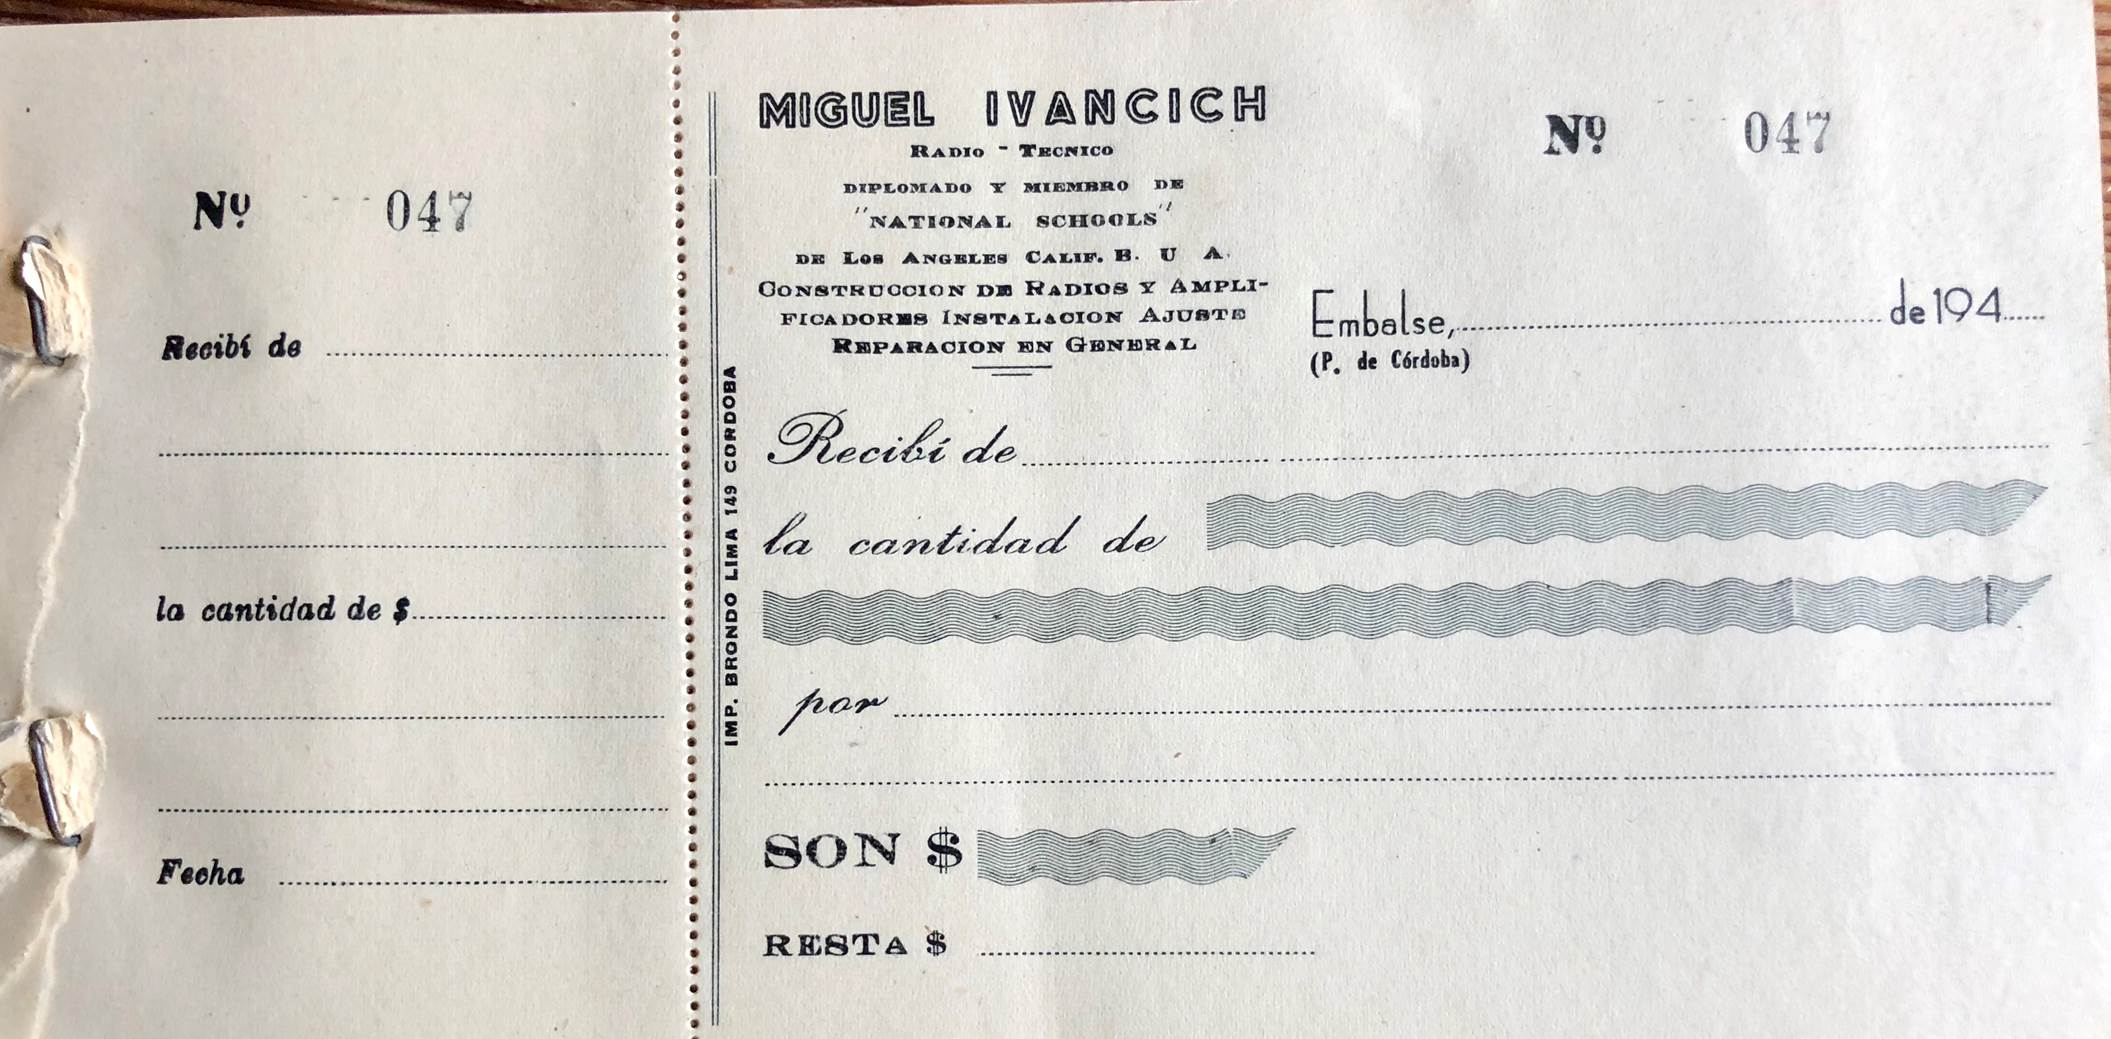 Nº 047
Recibí de
la cantidad de $
Fecha
IMP. BRONDO LIMA 149 CORDOBA
MIGUEL IVANCICH
RADIO - TECNICO
DIPLOMADO Y MIEMBRO DE
"NATIONAL SCHOOLS"
DE LOS ANGELES CALIF. E. U A.
CONSTRUCCION DE RADIOS Y AMPLI-
FICADORES INSTALACION AJUSTE
REPARACION EN GENERAL
Nº 047
Embalse, de 194
(P. de Córdoba)
Recibí de
la cantidad de
por
SON $
RESTA $